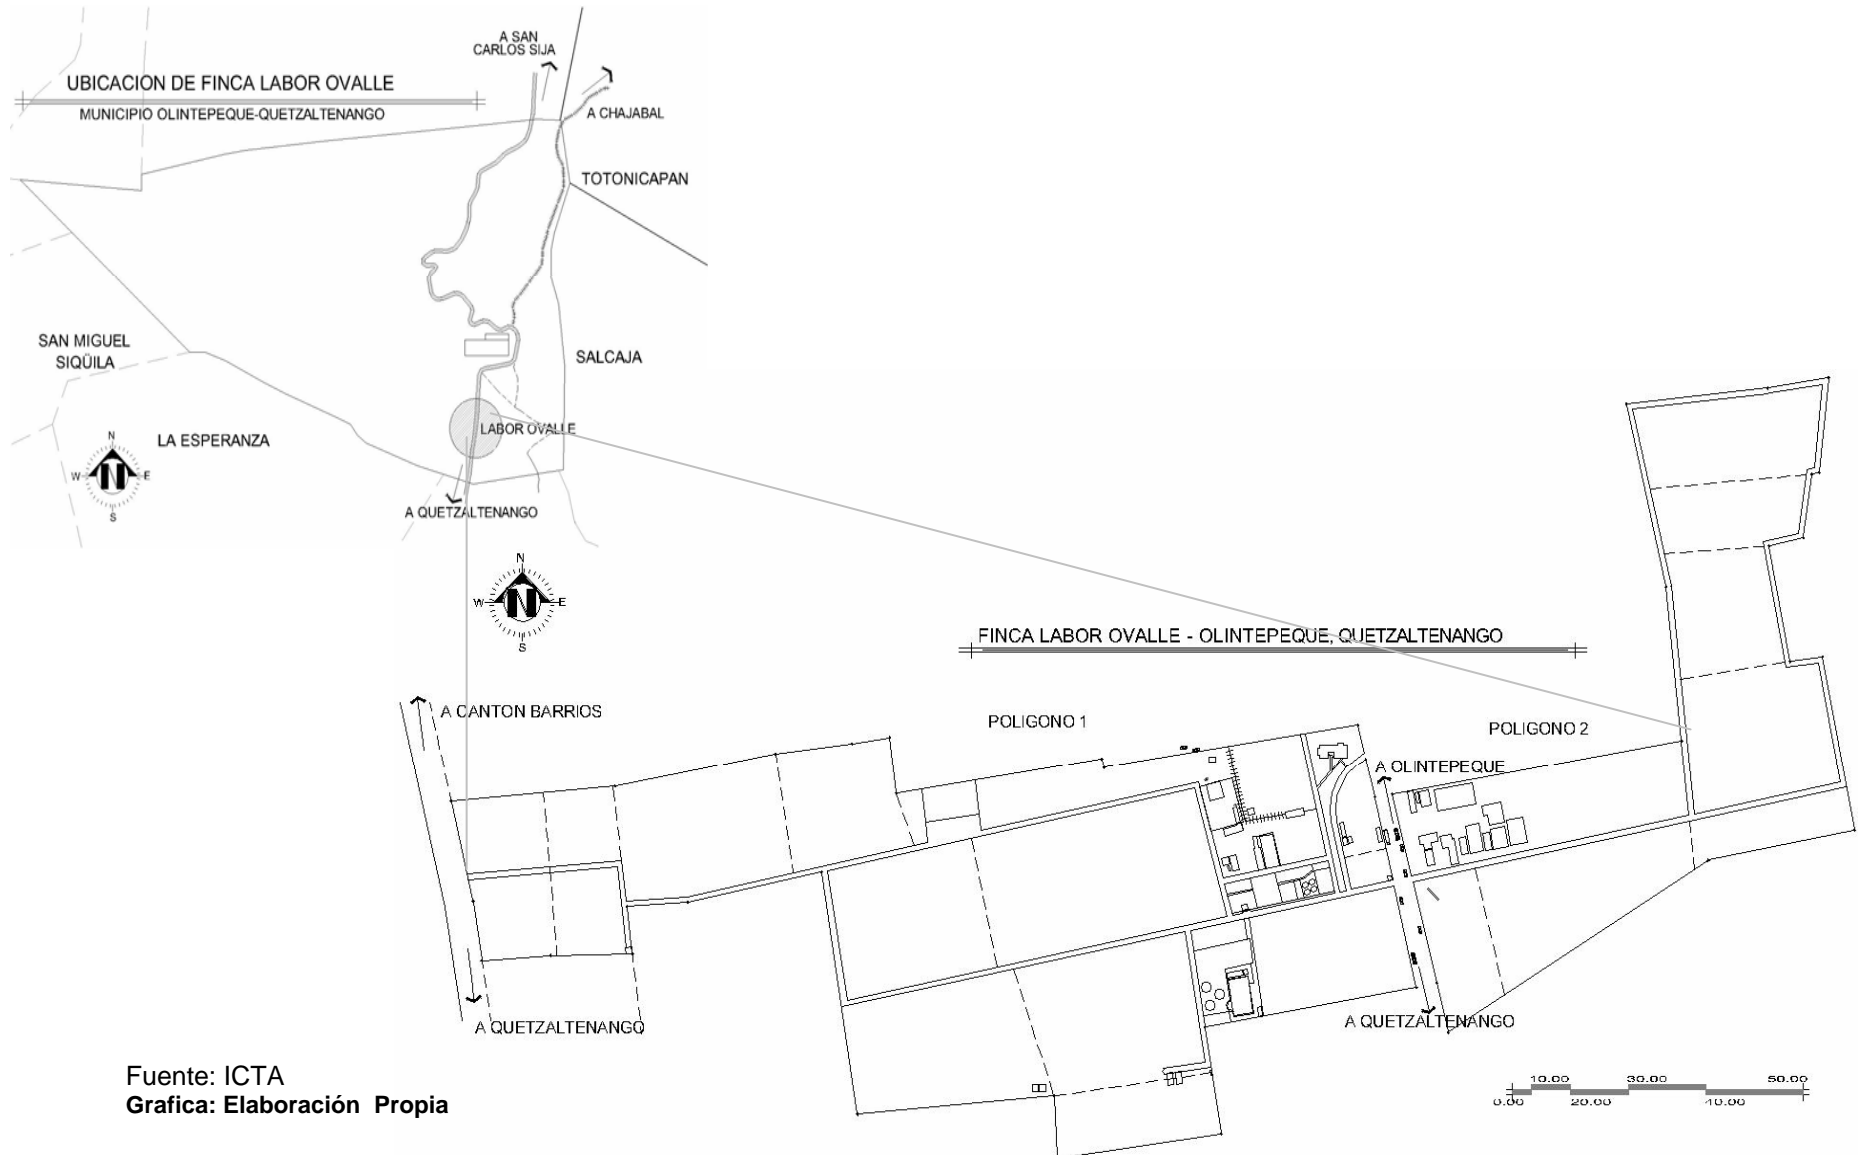 A SAN
CARLOS SIJA
UBICACION DE FINCA LABOR OVALLE
MUNICIPIO OLINTEPEQUE-QUETZALTENANGO
A CHAJABAL
TOTONICAPAN
SAN MIGUEL
SIQÜILA
SALCAJA
LABOR OVALLE
LA ESPERANZA
N
W N E
S
A QUETZALTENANGO
N
W N E
S
FINCA LABOR OVALLE - OLINTEPEQUE, QUETZALTENANGO
A CANTON BARRIOS
POLIGONO 1
POLIGONO 2
A OLINTEPEQUE
A QUETZALTENANGO
A QUETZALTENANGO
Fuente: ICTA
Grafica: Elaboración Propia
10.00 30.00 50.00
0.00 20.00 40.00